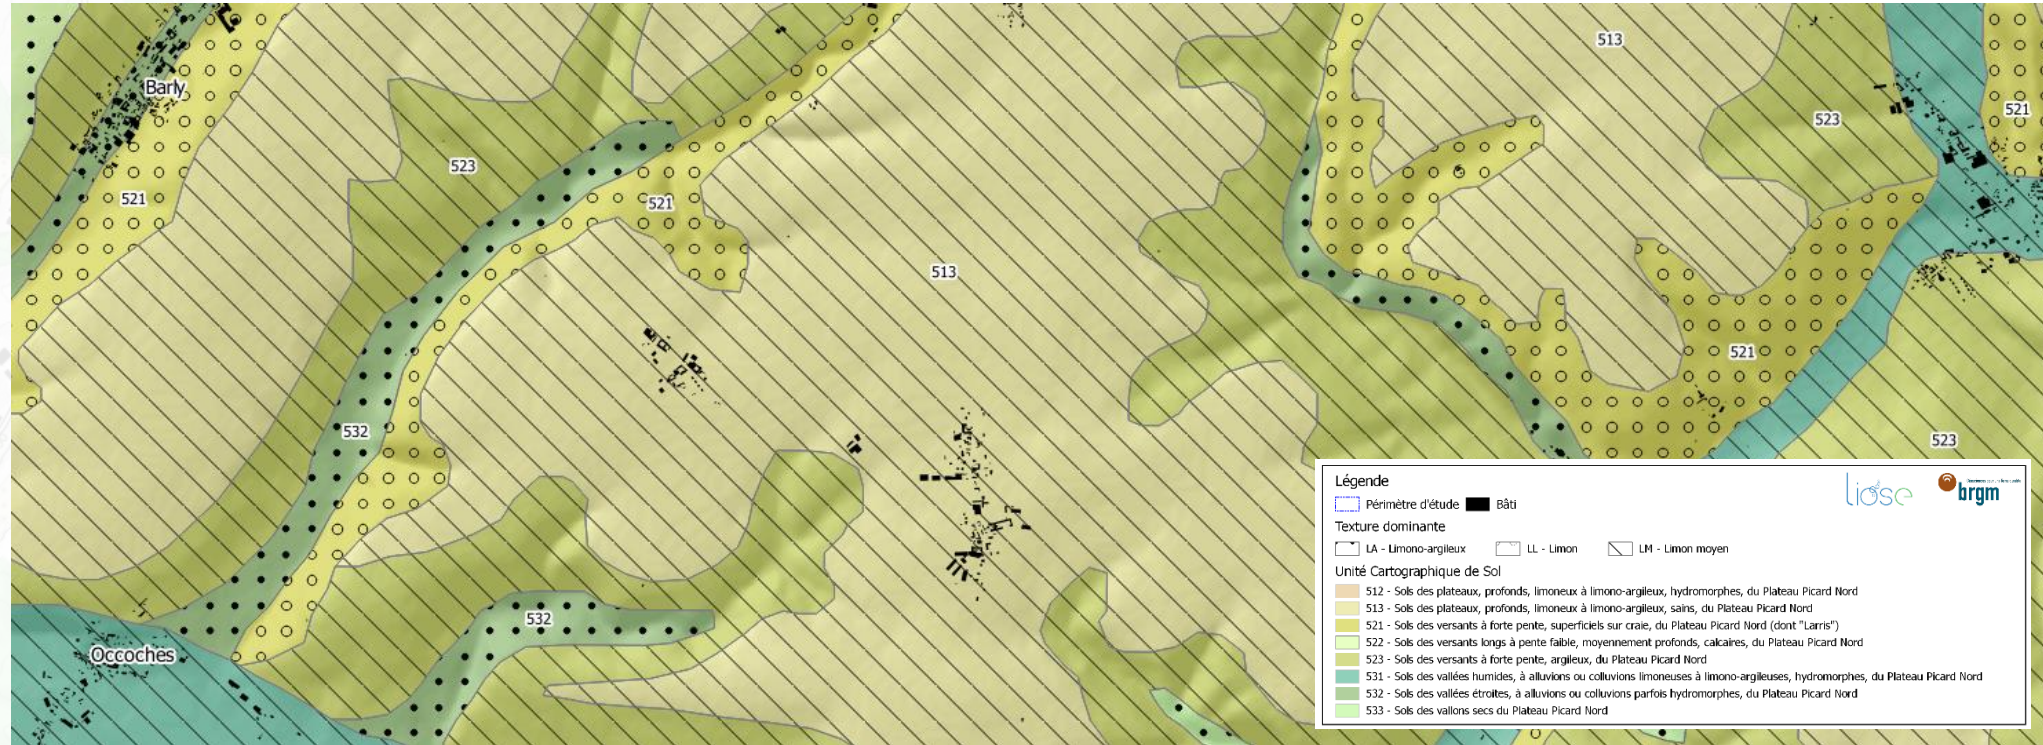 513
Barly
521
523
523
521
521
513
523
521
532
523
532
Occoches
Légende
Périmètre d'étude
Bâti
liose
brgm
Texture dominante
LA - Limono-argileux
LL - Limon
LM - Limon moyen
Unité Cartographique de Sol
512 - Sols des plateaux, profonds, limoneux à limono-argileux, hydromorphes, du Plateau Picard Nord
513 - Sols des plateaux, profonds, limoneux à limono-argileux, sains, du Plateau Picard Nord
521 - Sols des versants à forte pente, superficiels sur craie, du Plateau Picard Nord (dont "Larris")
522 - Sols des versants longs à pente faible, moyennement profonds, calcaires, du Plateau Picard Nord
523 - Sols des versants à forte pente, argileux, du Plateau Picard Nord
531 - Sols des vallées humides, à alluvions ou colluvions limoneuses à limono-argileuses, hydromorphes, du Plateau Picard Nord
532 - Sols des vallées étroites, à alluvions ou colluvions parfois hydromorphes, du Plateau Picard Nord
533 - Sols des vallons secs du Plateau Picard Nord